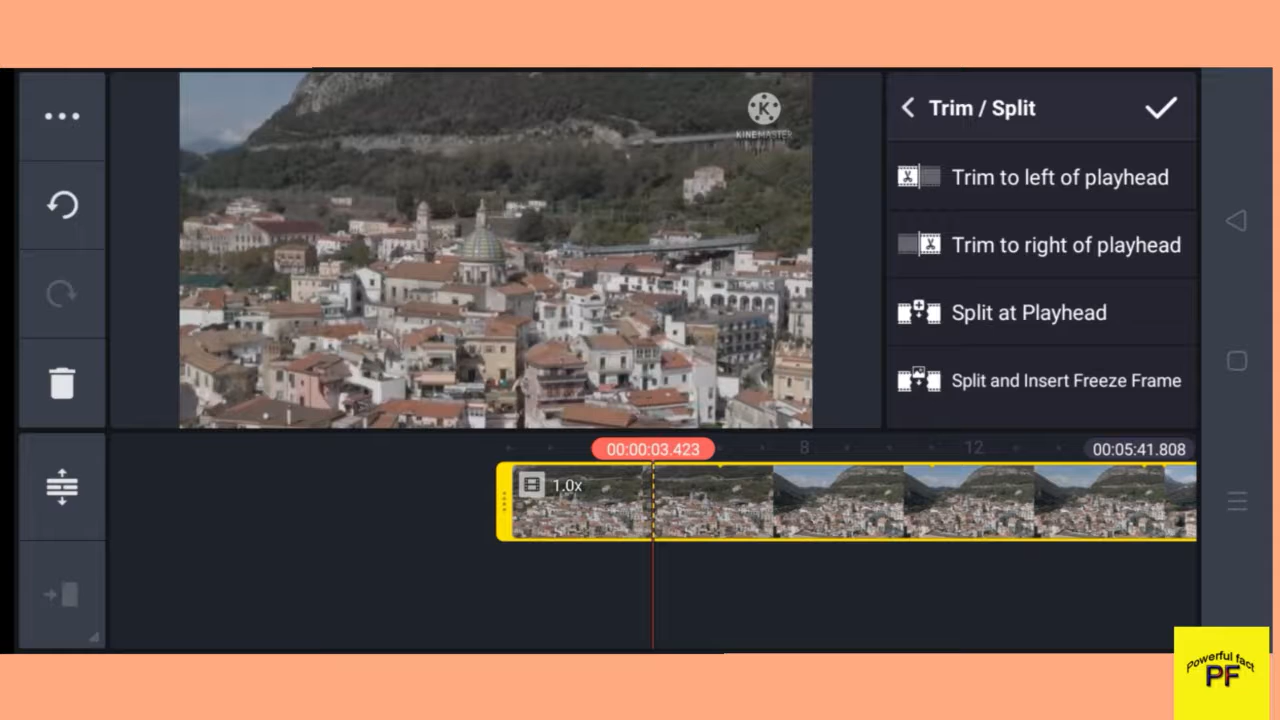 KINEMASTER
Trim / Split
Trim to left of playhead
Trim to right of playhead
Split at Playhead
Split and Insert Freeze Frame
00:00:03.423
8
12
00:05:41.808
1.0x
Powerful fact
PF